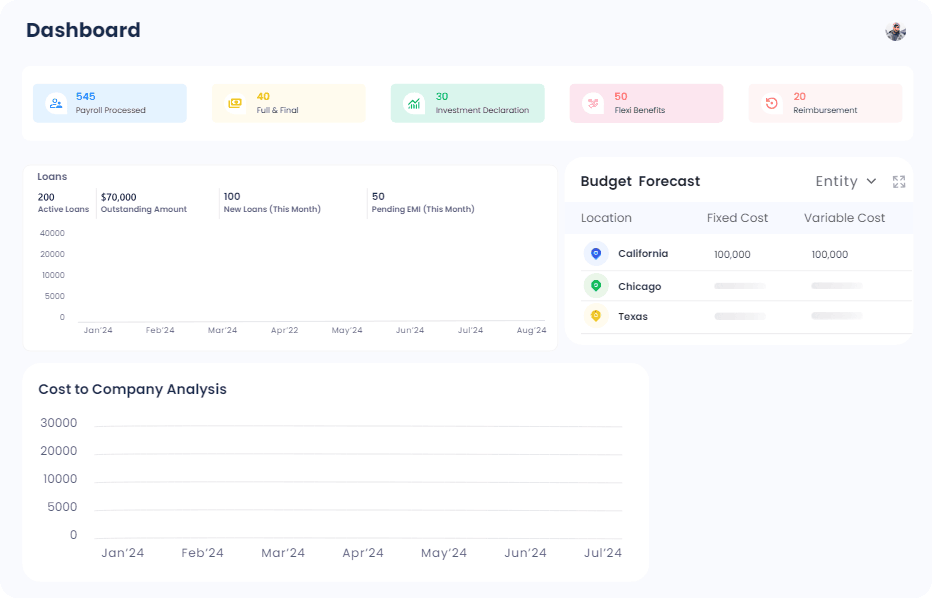 Dashboard
545
Payroll Processed
40
Full & Final
30
Investment Declaration
50
Flexi Benefits
20
Reimbursement
Loans
200
Active Loans
$70,000
Outstanding Amount
100
New Loans (This Month)
50
Pending EMI (This Month)
40000
20000
10000
5000
0
Jan'24 Feb'24 Mar'24 Apr'22 May'24 Jun'24 Jul'24 Aug'24
Budget Forecast
Entity
Location Fixed Cost Variable Cost
California 100,000 100,000
Chicago
Texas
Cost to Company Analysis
30000
20000
10000
5000
0
Jan'24 Feb'24 Mar'24 Apr'24 May'24 Jun'24 Jul'24